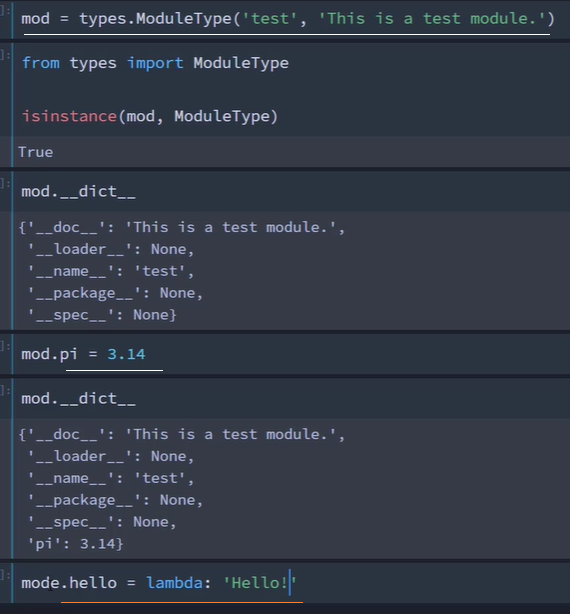 ]:
mod = types.ModuleType('test', 'This is a test module.')
]:
from types import ModuleType
isinstance(mod, ModuleType)
True
]:
mod.__dict__
{'__doc__': 'This is a test module.',
'__loader__': None,
'__name__': 'test',
'__package__': None,
'__spec__': None}
]:
mod.pi = 3.14
]:
mod.__dict__
{'__doc__': 'This is a test module.',
'__loader__': None,
'__name__': 'test',
'__package__': None,
'__spec__': None,
'pi': 3.14}
]:
mode.hello = lambda: 'Hello!'